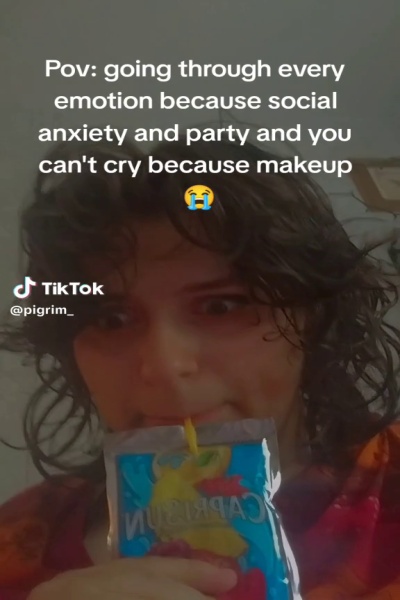 Pov: going through every
emotion because social
anxiety and party and you
can't cry because makeup
😭
TikTok
@pigrim_
CAPRI SUN